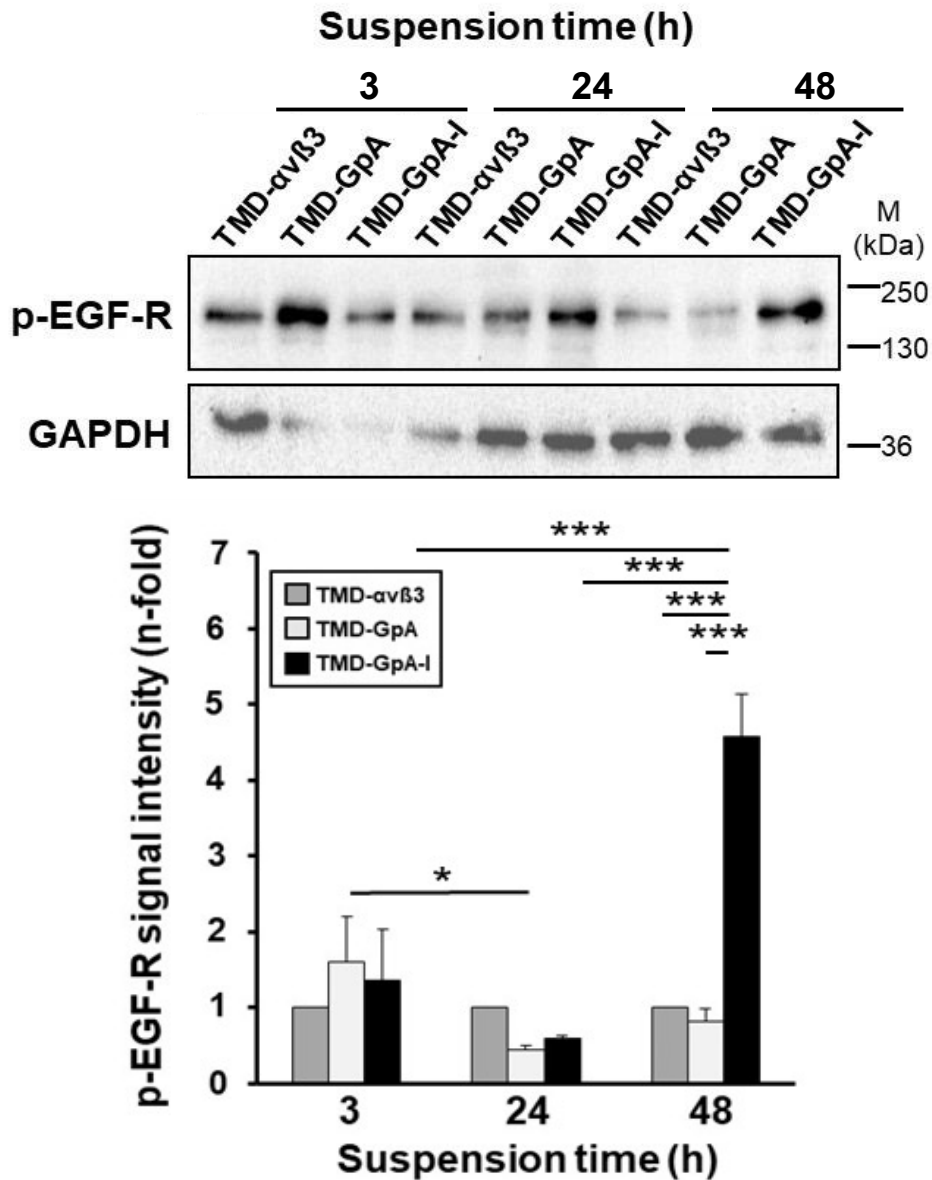 Suspension time (h)
3 24 48
TMD-αvß3 TMD-GpA TMD-GpA-I TMD-αvß3 TMD-GpA TMD-GpA-I TMD-αvß3 TMD-GpA TMD-GpA-I
M
(kDa)
p-EGF-R
250
130
GAPDH
36
p-EGF-R signal intensity (n-fold)
7
6
5
4
3
2
1
0
TMD-αvß3
TMD-GpA
TMD-GpA-I
***
***
***
***
*
3 24 48
Suspension time (h)